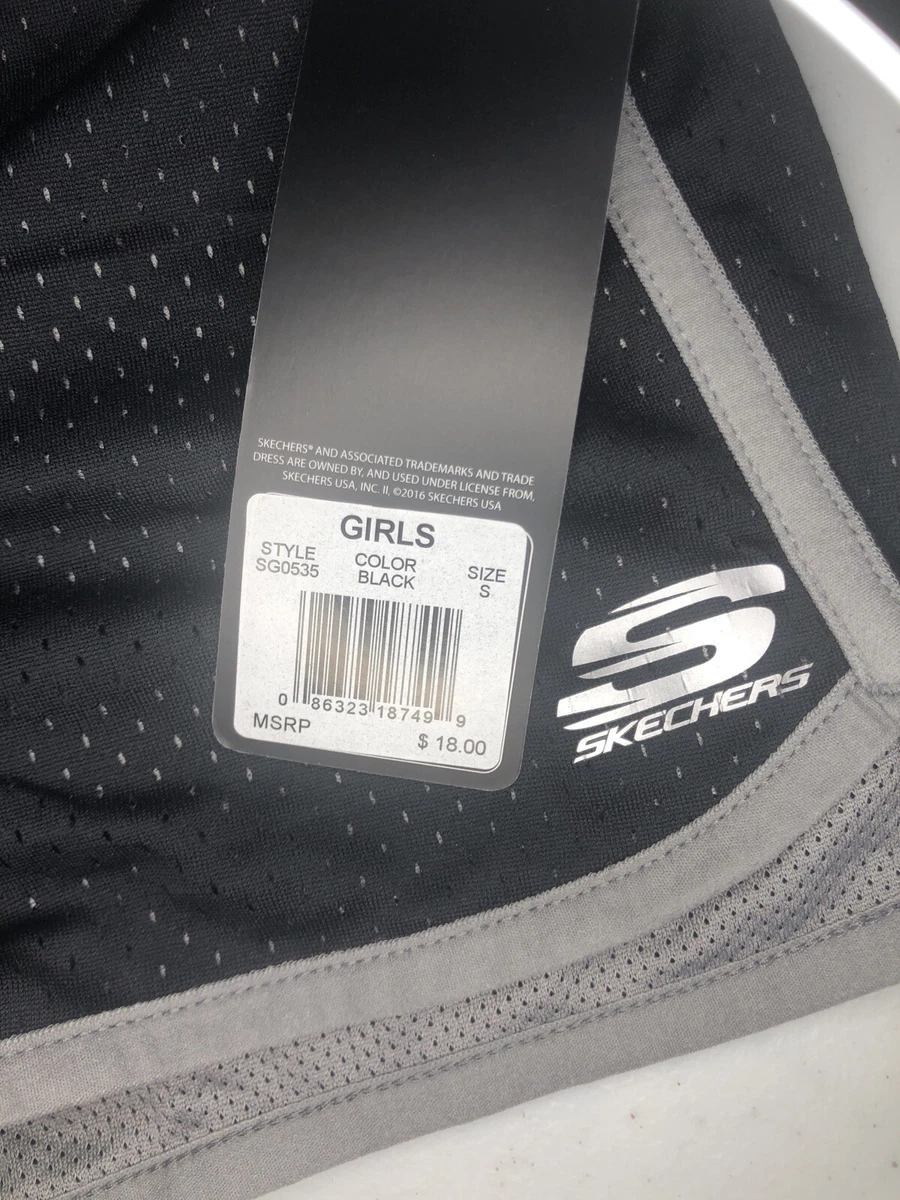 SKECHERS® AND ASSOCIATED TRADEMARKS AND TRADE
DRESS ARE OWNED BY, AND USED UNDER LICENSE FROM,
SKECHERS USA, INC. II, ©2016 SKECHERS USA
GIRLS
STYLE COLOR SIZE
SG0535 BLACK S
0 86323 18749 9
MSRP $ 18.00
S
SKECHERS